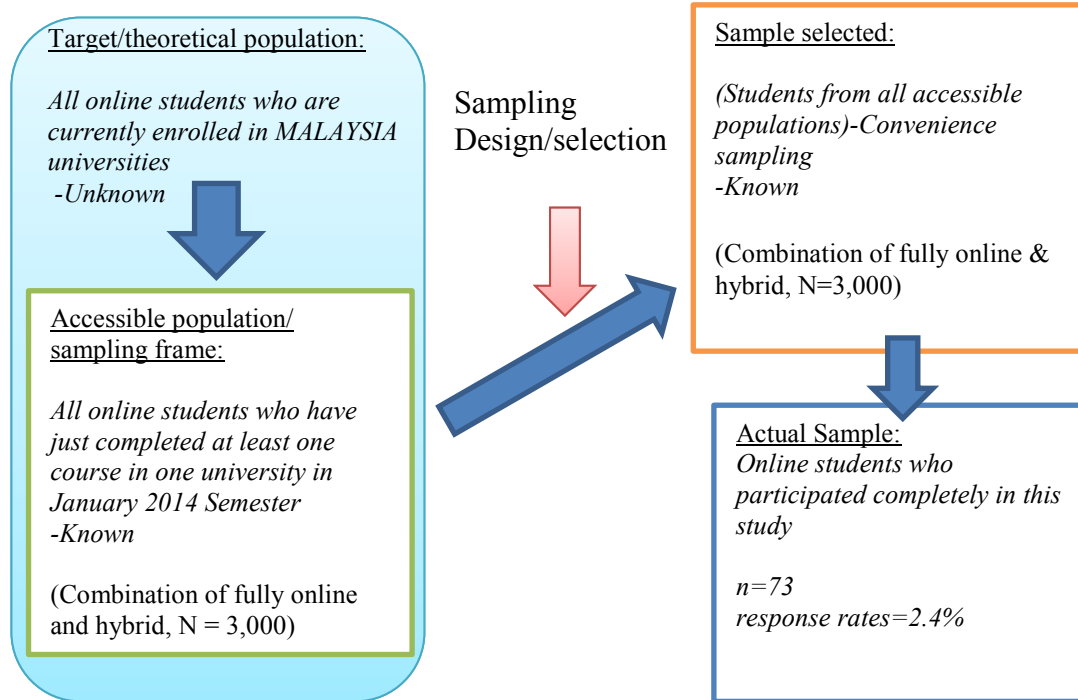 Target/theoretical population:
All online students who are
currently enrolled in MALAYSIA
universities
-Unknown
Accessible population/
sampling frame:
All online students who have
just completed at least one
course in one university in
January 2014 Semester
-Known
(Combination of fully online
and hybrid, N = 3,000)
Sampling
Design/selection
Sample selected:
(Students from all accessible
populations)-Convenience
sampling
-Known
(Combination of fully online &
hybrid, N=3,000)
Actual Sample:
Online students who
participated completely in this
study
n=73
response rates=2.4%